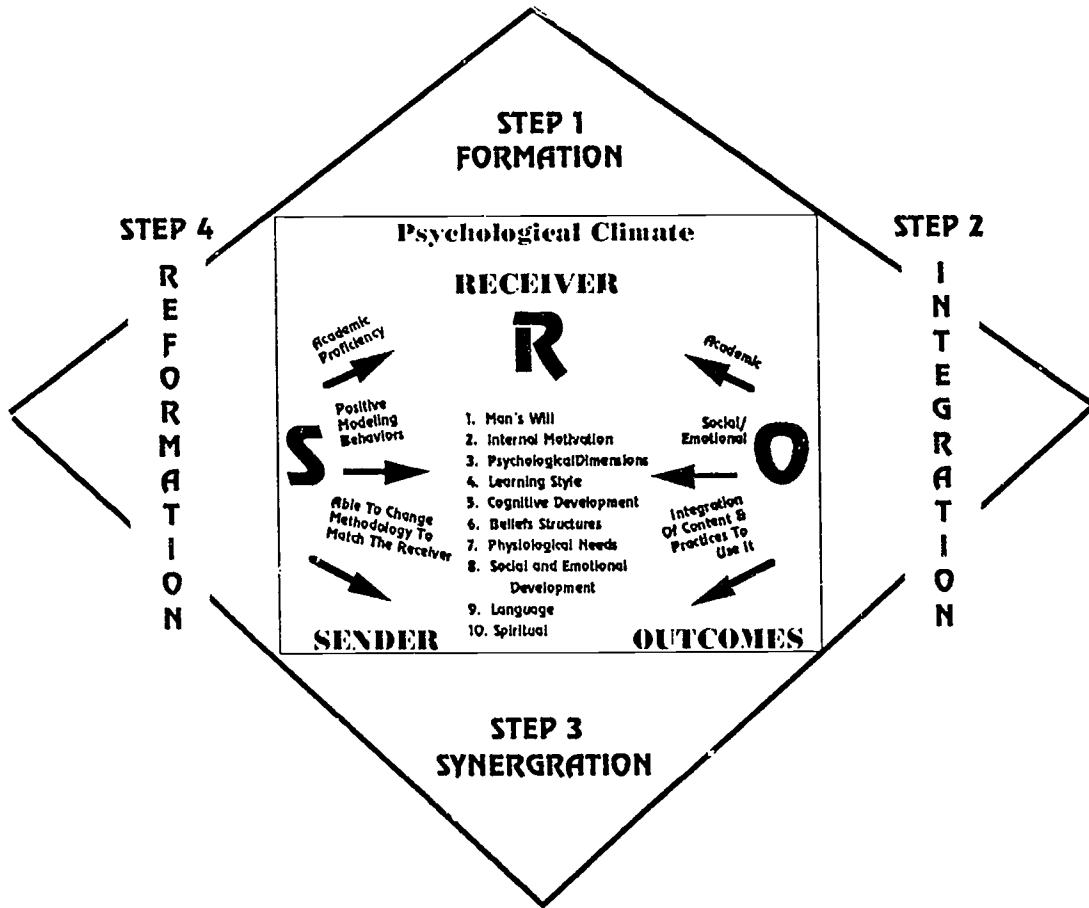 STEP 1
FORMATION
STEP 4
REFORMATION
STEP 2
INTEGRATION
Psychological Climate
RECEIVER
R
Academic
Proficiency
Positive
Modeling
Behaviors
S
Able To Change
Methodology To
Match The Receiver
SENDER
1. Man's Will
2. Internal Motivation
3. PsychologicalDimensions
4. Learning Style
5. Cognitive Development
6. Beliefs Structures
7. Physiological Needs
8. Social and Emotional
Development
9. Language
10. Spiritual
Academic
Social/
Emotional
O
Integration
Of Content &
Practices To
Use It
OUTCOMES
STEP 3
SYNERGRATION